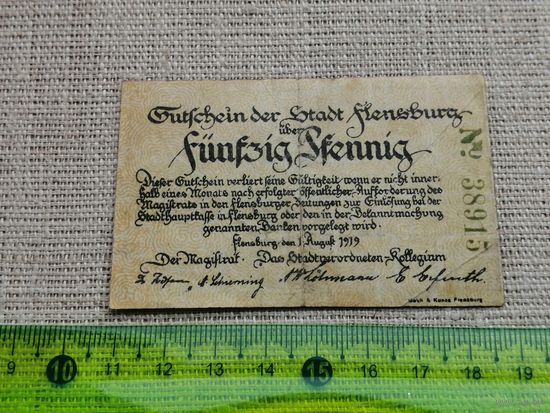 Gutschein der Stadt Flensburg
über
Fünfzig Pfennig
Dieser Gutschein verliert seine Gültigkeit, wenn er nicht inner-
halb eines Monats nach erfolgter öffentlicher Aufforderung des
Magistrats in den Flensburger Zeitungen zur Einlösung bei der
Stadthauptkasse in Flensburg oder den in der Bekanntmachung
genannten Banken vorgelegt wird.
Flensburg den 1. August 1919
Der Magistrat. Das Stadtverordneten-Kollegium
No 38915
& Kunze Flensburg
9 10 11 12 13 14 15 16 17 18 19